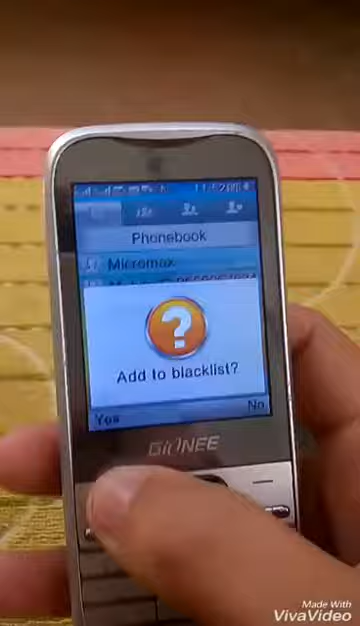 Phonebook
Micromax
Add to blacklist?
Yes No
GIONEE
Made With
VivaVideo